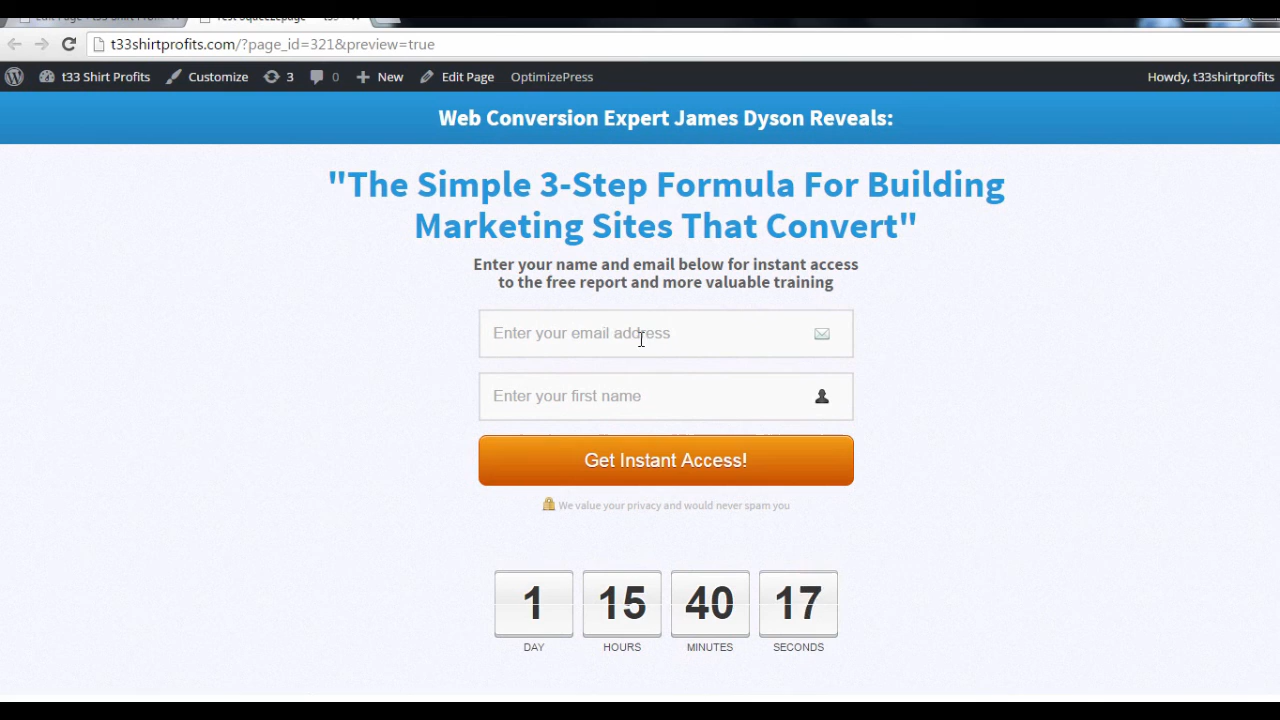 t33shirtprofits.com/?page_id=321&preview=true
t33 Shirt Profits Customize 3 0 New Edit Page OptimizePress Howdy, t33shirtprofits
Web Conversion Expert James Dyson Reveals:
"The Simple 3-Step Formula For Building
Marketing Sites That Convert"
Enter your name and email below for instant access
to the free report and more valuable training
Enter your email address
Enter your first name
Get Instant Access!
We value your privacy and would never spam you
1 15 40 17
DAY HOURS MINUTES SECONDS